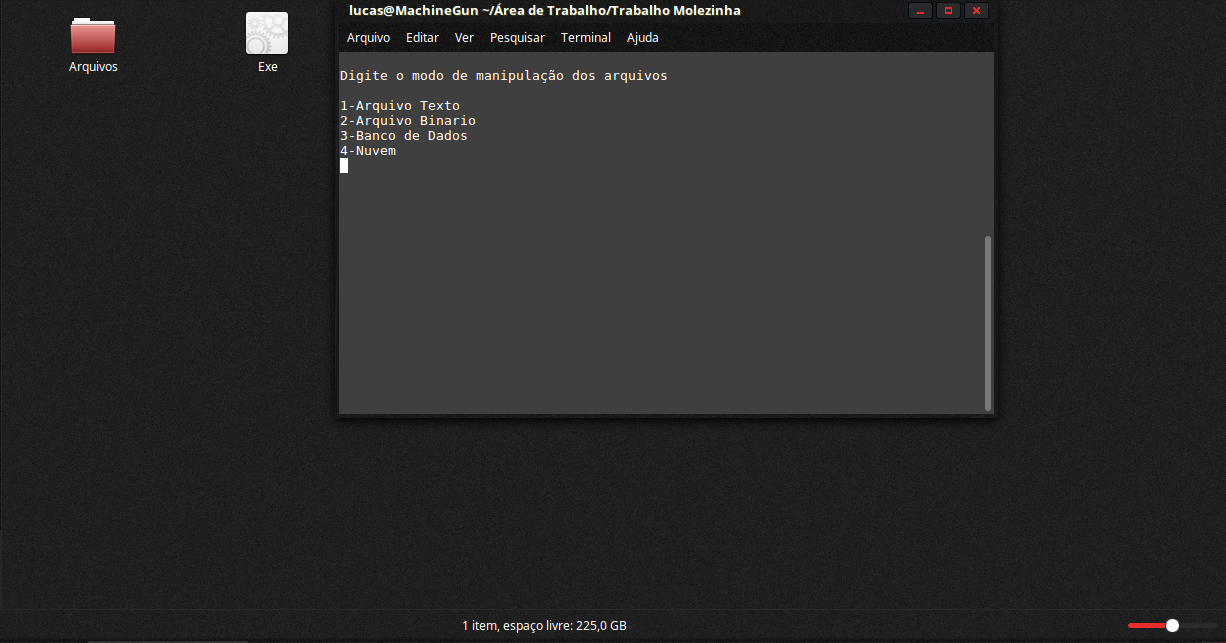 lucas@MachineGun ~/Área de Trabalho/Trabalho Molezinha
Arquivo Editar Ver Pesquisar Terminal Ajuda
Arquivos
Exe
Digite o modo de manipulação dos arquivos
1-Arquivo Texto
2-Arquivo Binario
3-Banco de Dados
4-Nuvem
1 item, espaço livre: 225,0 GB